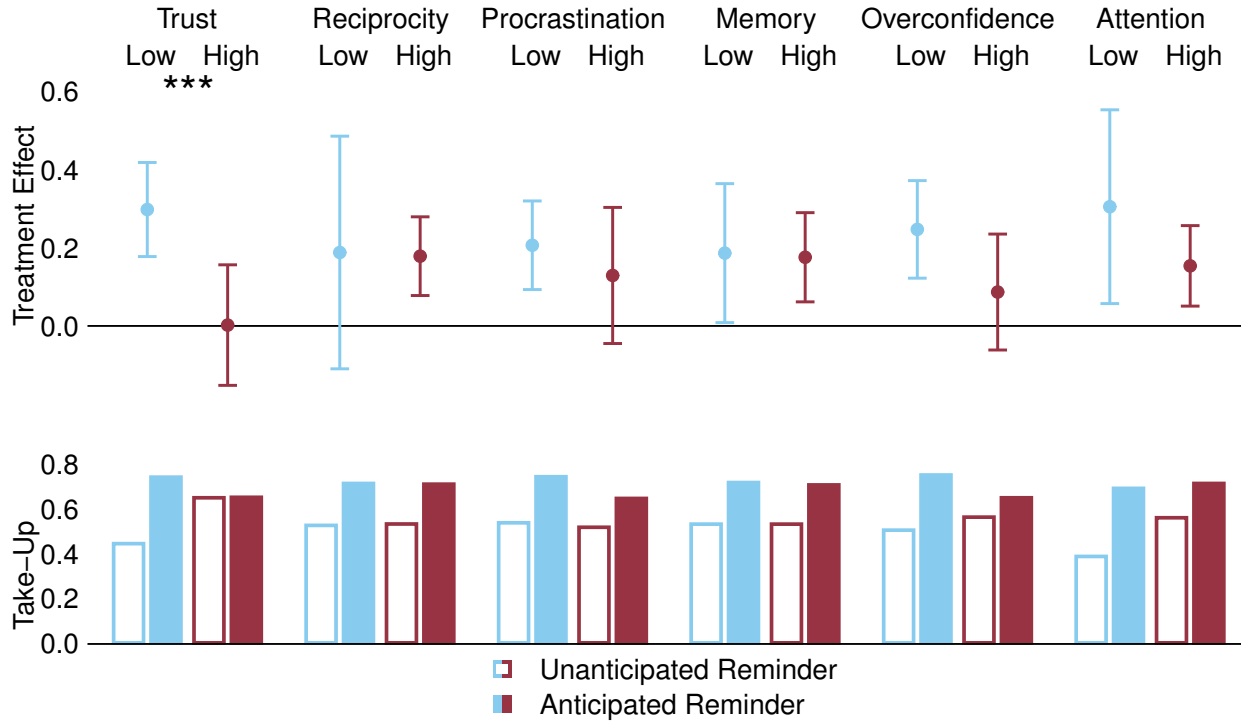 Trust Reciprocity Procrastination Memory Overconfidence Attention
Low High Low High Low High Low High Low High Low High
***
0.6
0.4
0.2
0.0
Treatment Effect
0.8
0.6
0.4
0.2
0.0
Take–Up
Unanticipated Reminder
Anticipated Reminder